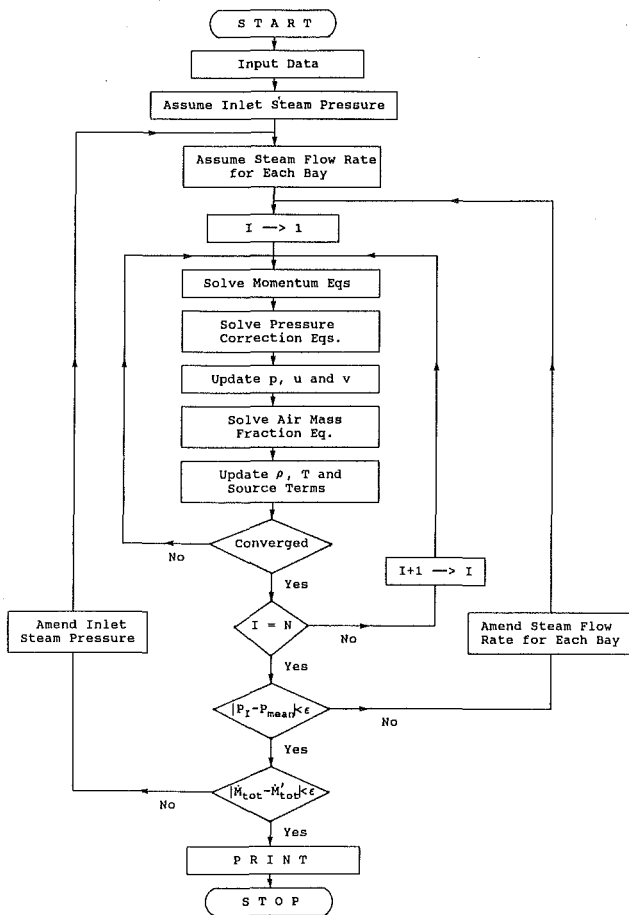 S T A R T
Input Data
Assume Inlet Steam Pressure
Assume Steam Flow Rate
for Each Bay
I —> 1
Solve Momentum Eqs
Solve Pressure
Correction Eqs.
Update p, u and v
Solve Air Mass
Fraction Eq.
Update ρ, T and
Source Terms
Converged
No
Yes
I+1 —> I
Amend Inlet
Steam Pressure
I = N
No
Amend Steam Flow
Rate for Each Bay
Yes
|P_I-P_mean|<ε
No
Yes
|Ṁ_tot-Ṁ'_tot|<ε
No
Yes
P R I N T
S T O P